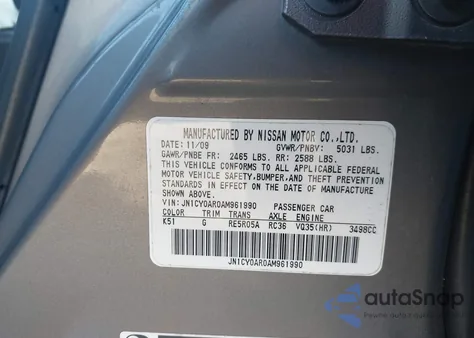 MANUFACTURED BY NISSAN MOTOR CO.,LTD.
DATE: 11/09 GVWR/PNBV: 5031 LBS.
GAWR/PNBE FR: 2465 LBS. RR: 2588 LBS.
THIS VEHICLE CONFORMS TO ALL APPLICABLE FEDERAL
MOTOR VEHICLE SAFETY,BUMPER,AND THEFT PREVENTION
STANDARDS IN EFFECT ON THE DATE OF MANUFACTURE
SHOWN ABOVE.
VIN: JN1CY0AR0AM961990 PASSENGER CAR
COLOR TRIM TRANS AXLE ENGINE
K51 G RE5R05A RC36 VQ35(HR) 3498CC
JN1CY0AR0AM961990
autoSnap